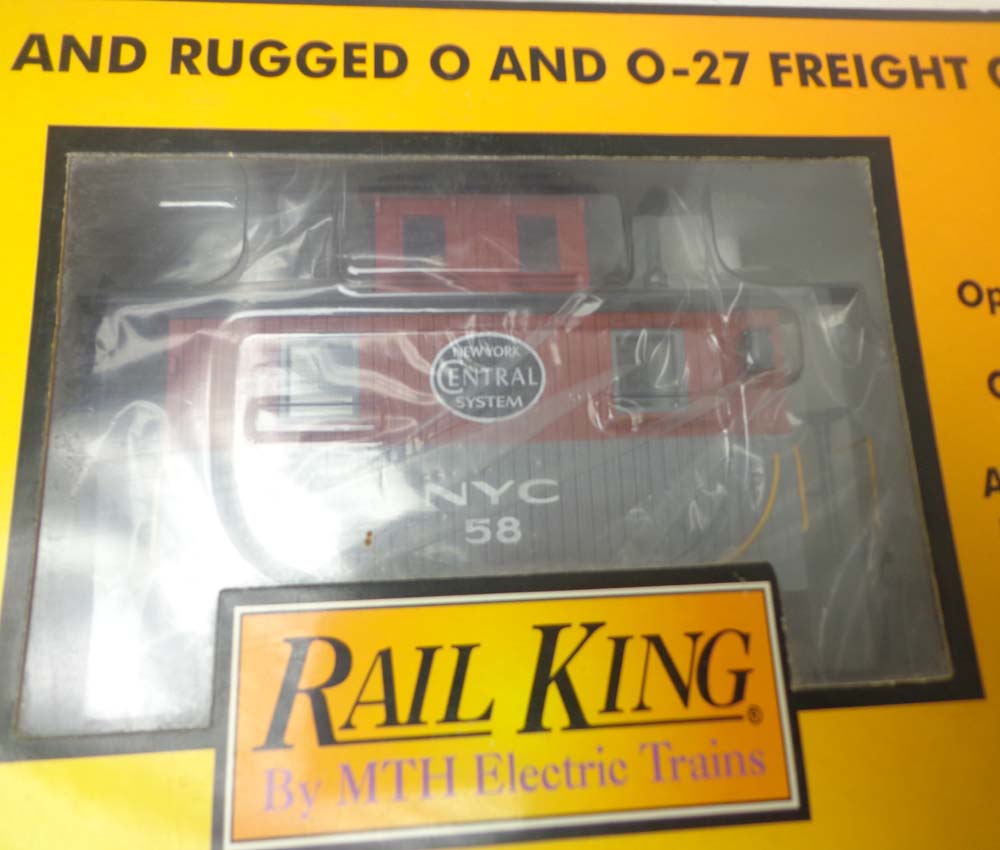 AND RUGGED O AND O-27 FREIGHT
NEW YORK
CENTRAL
SYSTEM
NYC
58
RAIL KING®
By MTH Electric Trains